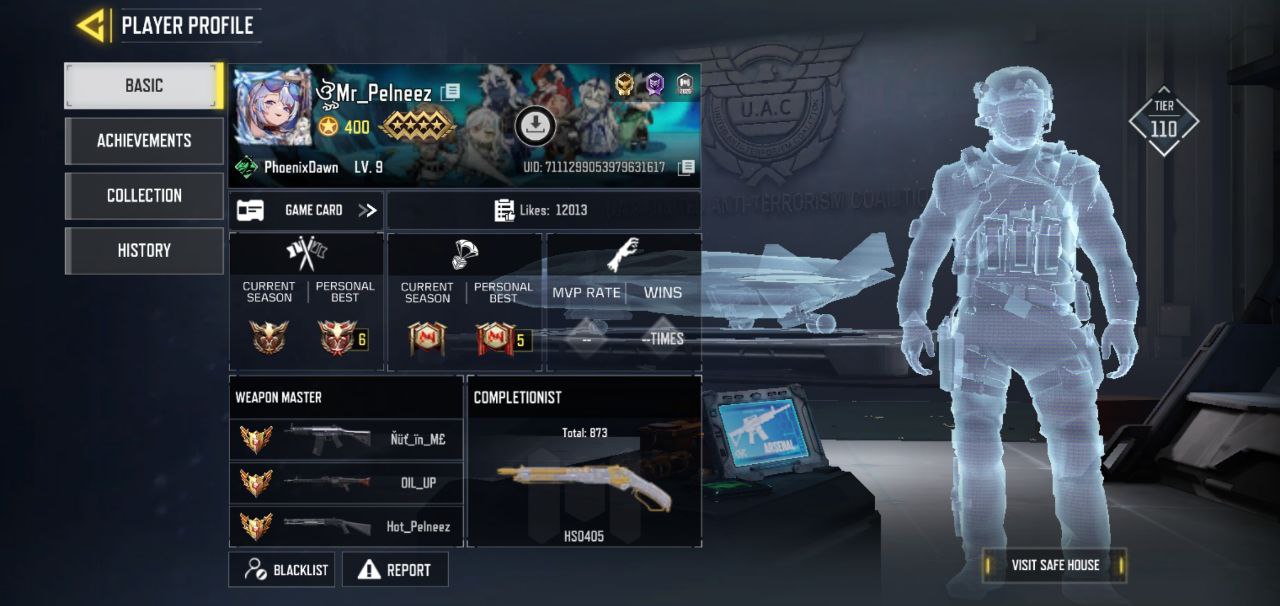 PLAYER PROFILE
BASIC
ACHIEVEMENTS
COLLECTION
HISTORY
Mr_Pelneez
400
PhoenixDawn LV. 9
UID: 7111299053979631617
GAME CARD
Likes: 12013
CURRENT SEASON
PERSONAL BEST
6
CURRENT SEASON
PERSONAL BEST
5
MVP RATE
WINS
--
--TIMES
WEAPON MASTER
Ñüť_ïn_M£
OIL_UP
Hot_Pelneez
COMPLETIONIST
Total: 873
HS0405
BLACKLIST
REPORT
U.A.C
ANTI-TERRORISM COALITION
ARSENAL
TIER
110
VISIT SAFE HOUSE